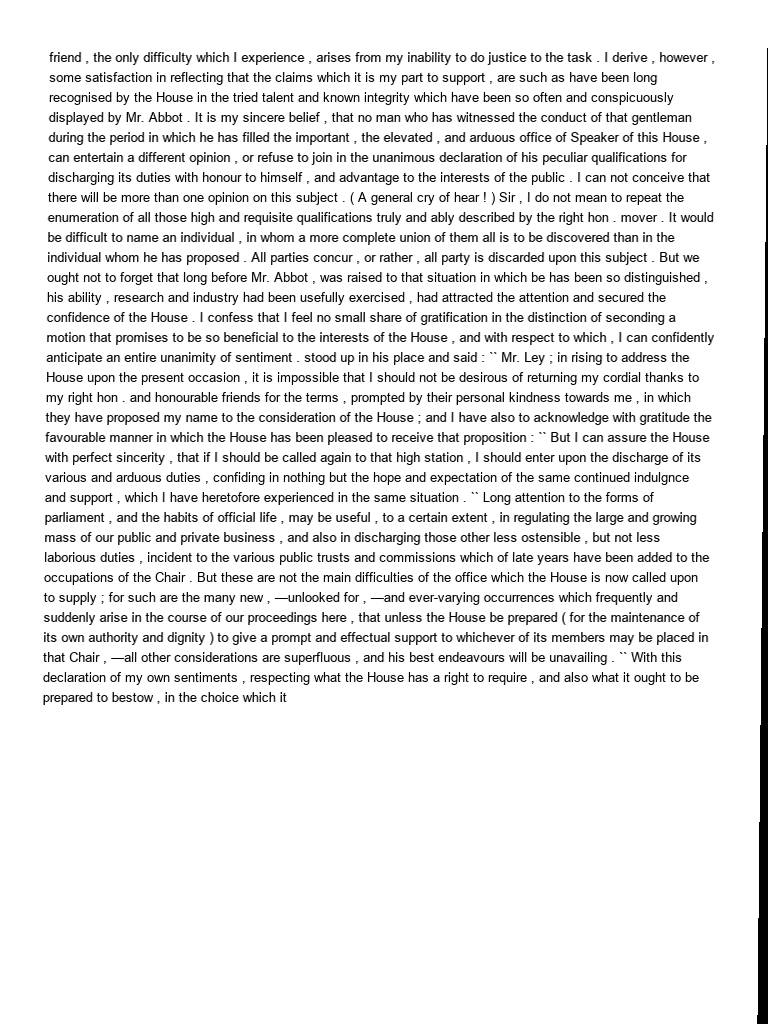 friend , the only difficulty which I experience , arises from my inability to do justice to the task . I derive , however ,
some satisfaction in reflecting that the claims which it is my part to support , are such as have been long
recognised by the House in the tried talent and known integrity which have been so often and conspicuously
displayed by Mr. Abbot . It is my sincere belief , that no man who has witnessed the conduct of that gentleman
during the period in which he has filled the important , the elevated , and arduous office of Speaker of this House ,
can entertain a different opinion , or refuse to join in the unanimous declaration of his peculiar qualifications for
discharging its duties with honour to himself , and advantage to the interests of the public . I can not conceive that
there will be more than one opinion on this subject . ( A general cry of hear ! ) Sir , I do not mean to repeat the
enumeration of all those high and requisite qualifications truly and ably described by the right hon . mover . It would
be difficult to name an individual , in whom a more complete union of them all is to be discovered than in the
individual whom he has proposed . All parties concur , or rather , all party is discarded upon this subject . But we
ought not to forget that long before Mr. Abbot , was raised to that situation in which be has been so distinguished ,
his ability , research and industry had been usefully exercised , had attracted the attention and secured the
confidence of the House . I confess that I feel no small share of gratification in the distinction of seconding a
motion that promises to be so beneficial to the interests of the House , and with respect to which , I can confidently
anticipate an entire unanimity of sentiment . stood up in his place and said : `` Mr. Ley ; in rising to address the
House upon the present occasion , it is impossible that I should not be desirous of returning my cordial thanks to
my right hon . and honourable friends for the terms , prompted by their personal kindness towards me , in which
they have proposed my name to the consideration of the House ; and I have also to acknowledge with gratitude the
favourable manner in which the House has been pleased to receive that proposition : `` But I can assure the House
with perfect sincerity , that if I should be called again to that high station , I should enter upon the discharge of its
various and arduous duties , confiding in nothing but the hope and expectation of the same continued indulgnce
and support , which I have heretofore experienced in the same situation . `` Long attention to the forms of
parliament , and the habits of official life , may be useful , to a certain extent , in regulating the large and growing
mass of our public and private business , and also in discharging those other less ostensible , but not less
laborious duties , incident to the various public trusts and commissions which of late years have been added to the
occupations of the Chair . But these are not the main difficulties of the office which the House is now called upon
to supply ; for such are the many new , —unlooked for , —and ever-varying occurrences which frequently and
suddenly arise in the course of our proceedings here , that unless the House be prepared ( for the maintenance of
its own authority and dignity ) to give a prompt and effectual support to whichever of its members may be placed in
that Chair , —all other considerations are superfluous , and his best endeavours will be unavailing . `` With this
declaration of my own sentiments , respecting what the House has a right to require , and also what it ought to be
prepared to bestow , in the choice which it